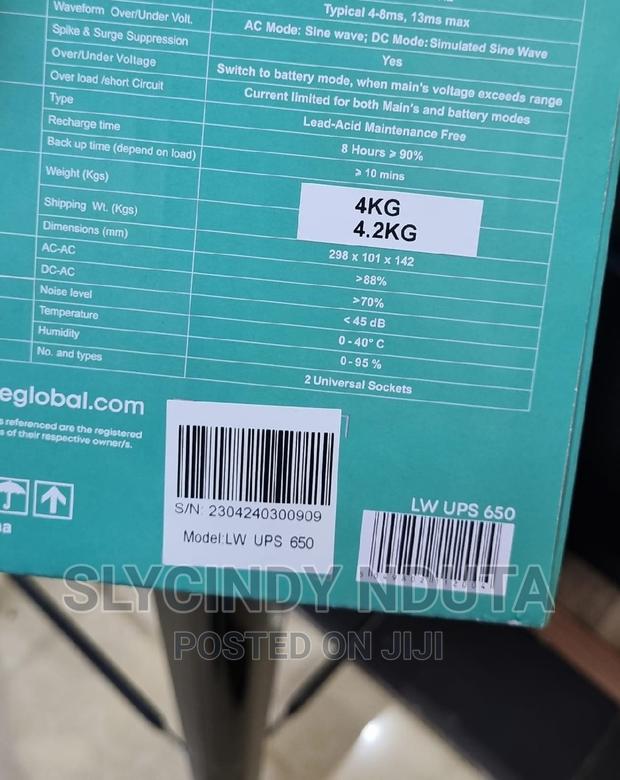 Typical 4-8ms, 13ms max
Waveform Over/Under Volt.
AC Mode: Sine wave; DC Mode: Simulated Sine Wave
Spike & Surge Suppression
Yes
Over/Under Voltage
Switch to battery mode, when main's voltage exceeds range
Over load /short Circuit
Current limited for both Main's and battery modes
Type
Lead-Acid Maintenance Free
Recharge time
8 Hours ⩾ 90%
Back up time (depend on load)
⩾ 10 mins
Weight (Kgs)
4KG
Shipping Wt. (Kgs)
4.2KG
Dimensions (mm)
298 x 101 x 142
AC-AC
>88%
DC-AC
>70%
Noise level
<45 dB
Temperature
0-40° C
Humidity
0-95 %
No. and types
2 Universal Sockets
eglobal.com
s referenced are the registered
s of their respective owner/s.
S/N: 2304240300909
Model:LW UPS 650
LW UPS 650
SLYCINDY NDUTA
POSTED ON JIJI